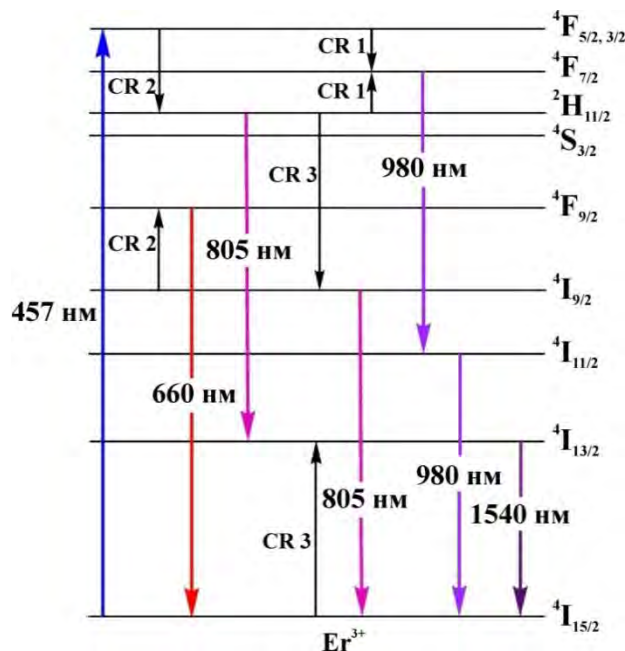 ⁴F₅/₂, ₃/₂
CR 1
⁴F₇/₂
CR 2
CR 1
²H₁₁/₂
⁴S₃/₂
980 нм
CR 3
⁴F₉/₂
CR 2
805 нм
⁴I₉/₂
457 нм
⁴I₁₁/₂
660 нм
⁴I₁₃/₂
980 нм
805 нм
1540 нм
CR 3
⁴I₁₅/₂
Er³⁺